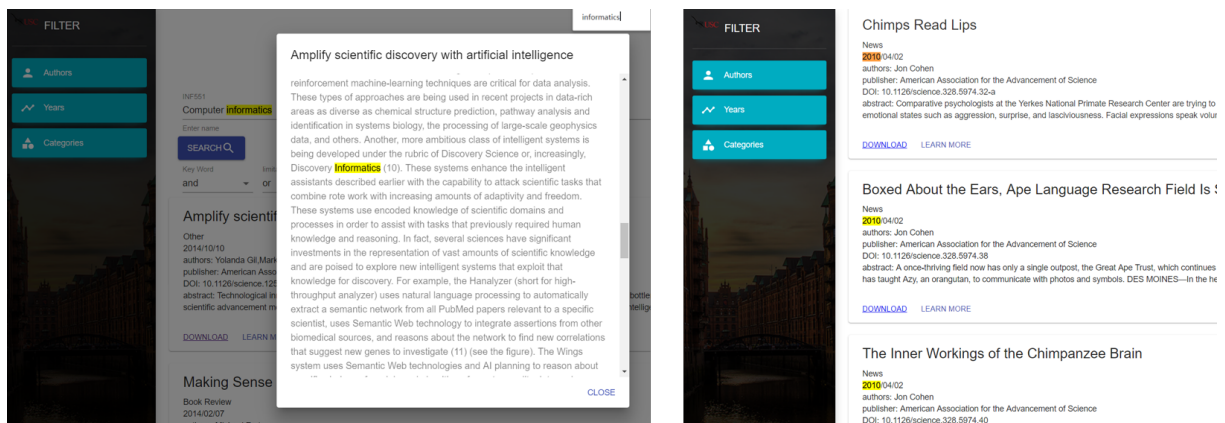 informatics
FILTER
Authors
Years
Categories
INF551
Computer informatics
Enter name
SEARCH
Key Word
and
or
Amplify scientif
Other
2014/10/10
authors: Yolanda Gil,Mark
publisher: American Asso
DOI: 10.1126/science.125
abstract: Technological in
scientific advancement m
DOWNLOAD LEARN M
Making Sense
Book Review
2014/02/07
Amplify scientific discovery with artificial intelligence
reinforcement machine-learning techniques are critical for data analysis.
These types of approaches are being used in recent projects in data-rich
areas as diverse as chemical structure prediction, pathway analysis and
identification in systems biology, the processing of large-scale geophysics
data, and others. Another, more ambitious class of intelligent systems is
being developed under the rubric of Discovery Science or, increasingly,
Discovery Informatics (10). These systems enhance the intelligent
assistants described earlier with the capability to attack scientific tasks that
combine rote work with increasing amounts of adaptivity and freedom.
These systems use encoded knowledge of scientific domains and
processes in order to assist with tasks that previously required human
knowledge and reasoning. In fact, several sciences have significant
investments in the representation of vast amounts of scientific knowledge
and are poised to explore new intelligent systems that exploit that
knowledge for discovery. For example, the Hanalyzer (short for high-
throughput analyzer) uses natural language processing to automatically
extract a semantic network from all PubMed papers relevant to a specific
scientist, uses Semantic Web technology to integrate assertions from other
biomedical sources, and reasons about the network to find new correlations
that suggest new genes to investigate (11) (see the figure). The Wings
system uses Semantic Web technologies and AI planning to reason about
CLOSE
FILTER
Authors
Years
Categories
Chimps Read Lips
News
2010/04/02
authors: Jon Cohen
publisher: American Association for the Advancement of Science
DOI: 10.1126/science.328.5974.32-a
abstract: Comparative psychologists at the Yerkes National Primate Research Center are trying to
emotional states such as aggression, surprise, and lasciviousness. Facial expressions speak volur
DOWNLOAD LEARN MORE
Boxed About the Ears, Ape Language Research Field Is S
News
2010/04/02
authors: Jon Cohen
publisher: American Association for the Advancement of Science
DOI: 10.1126/science.328.5974.38
abstract: A once-thriving field now has only a single outpost, the Great Ape Trust, which continues
has taught Azy, an orangutan, to communicate with photos and symbols. DES MOINES—In the he
DOWNLOAD LEARN MORE
The Inner Workings of the Chimpanzee Brain
News
2010/04/02
authors: Jon Cohen
publisher: American Association for the Advancement of Science
DOI: 10.1126/science.328.5974.40